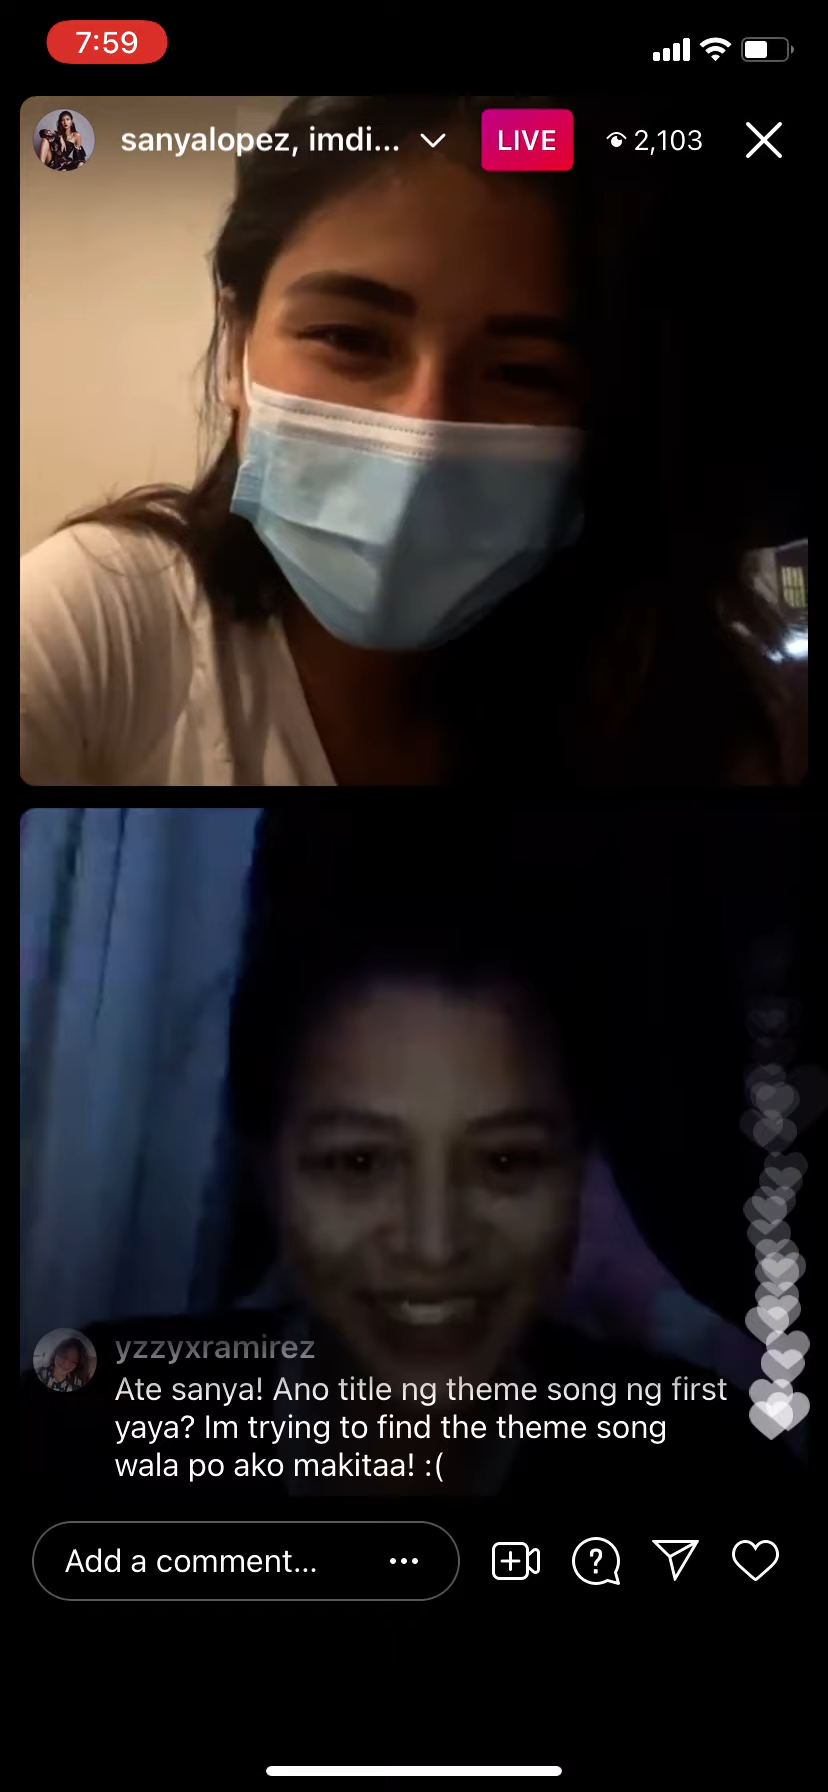 7:59
sanyalopez, imdi...
LIVE
2,103
yzzyxramirez
Ate sanya! Ano title ng theme song ng first
yaya? Im trying to find the theme song
wala po ako makitaa! :(
Add a comment...